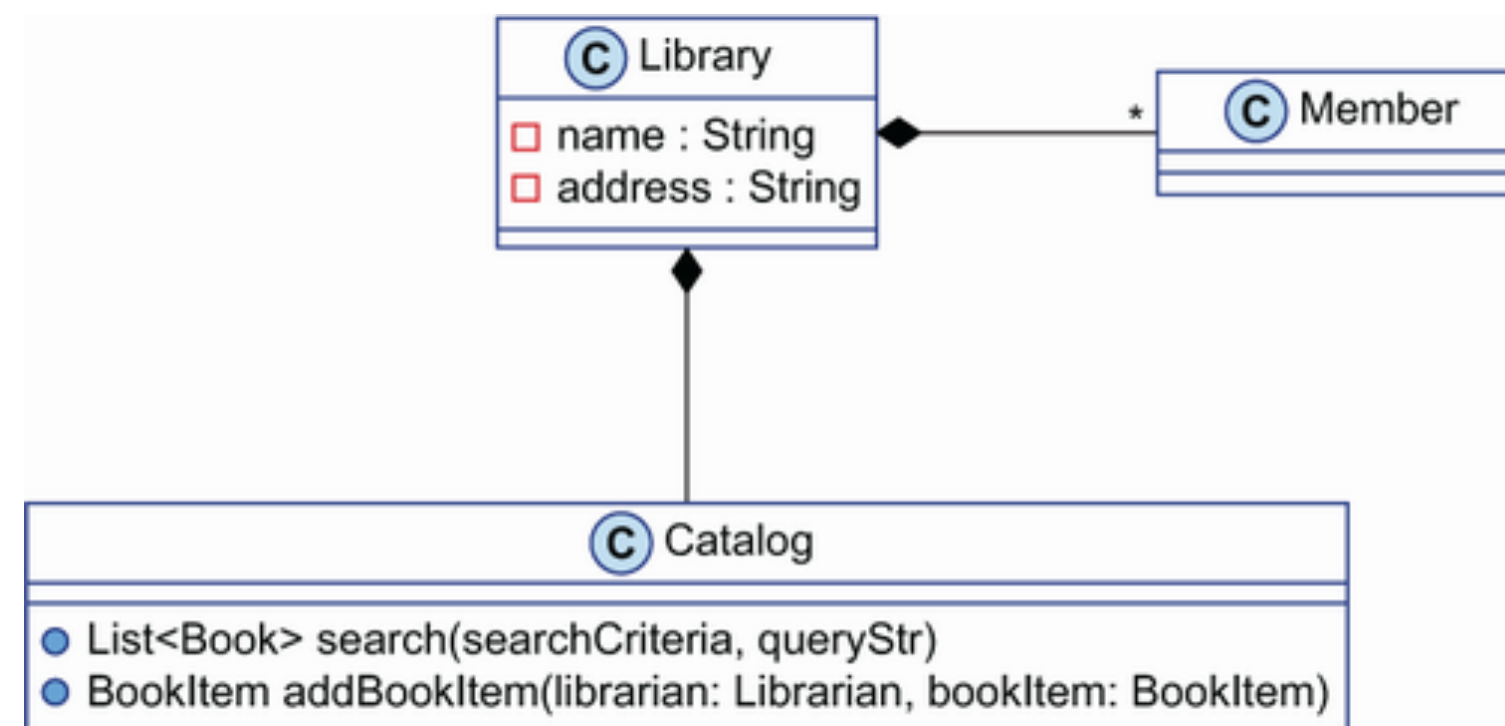 C Library
name : String
address : String
*
C Member
C Catalog
List<Book> search(searchCriteria, queryStr)
BookItem addBookItem(librarian: Librarian, bookItem: BookItem)